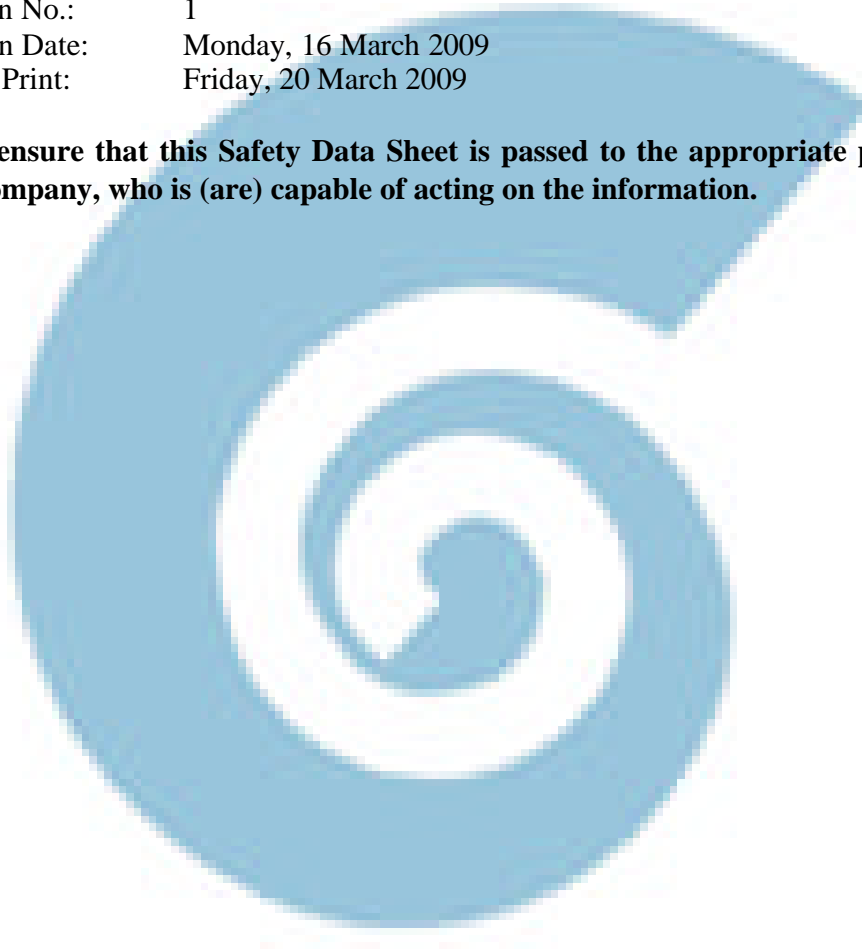 n No.: 1
n Date: Monday, 16 March 2009
Print: Friday, 20 March 2009
ensure that this Safety Data Sheet is passed to the appropriate p
ompany, who is (are) capable of acting on the information.